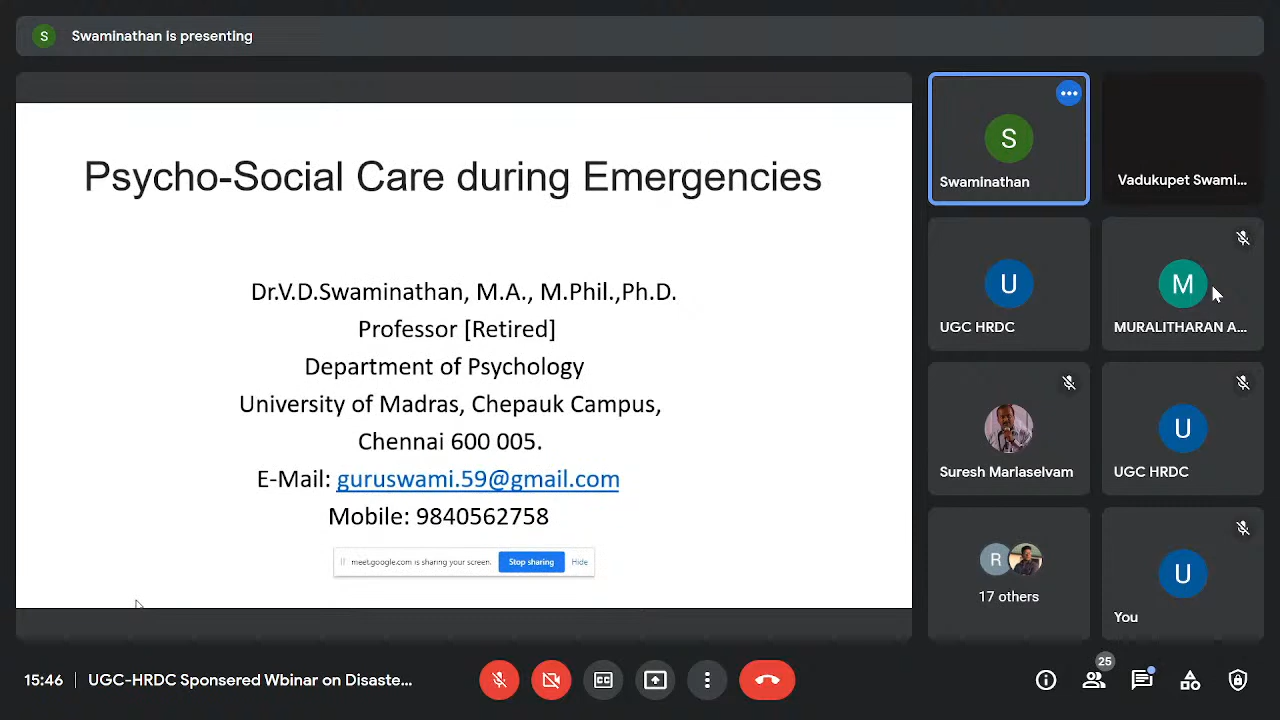 S
Swaminathan is presenting
Psycho-Social Care during Emergencies
Dr.V.D.Swaminathan, M.A., M.Phil.,Ph.D.
Professor [Retired]
Department of Psychology
University of Madras, Chepauk Campus,
Chennai 600 005.
E-Mail: guruswami.59@gmail.com
Mobile: 9840562758
meet.google.com is sharing your screen.
Stop sharing
Hide
S
Swaminathan
Vadukupet Swami...
U
UGC HRDC
M
MURALITHARAN A...
Suresh Mariaselvam
U
UGC HRDC
R
17 others
U
You
15:46
UGC-HRDC Sponsered Wbinar on Disaste...
CC
25